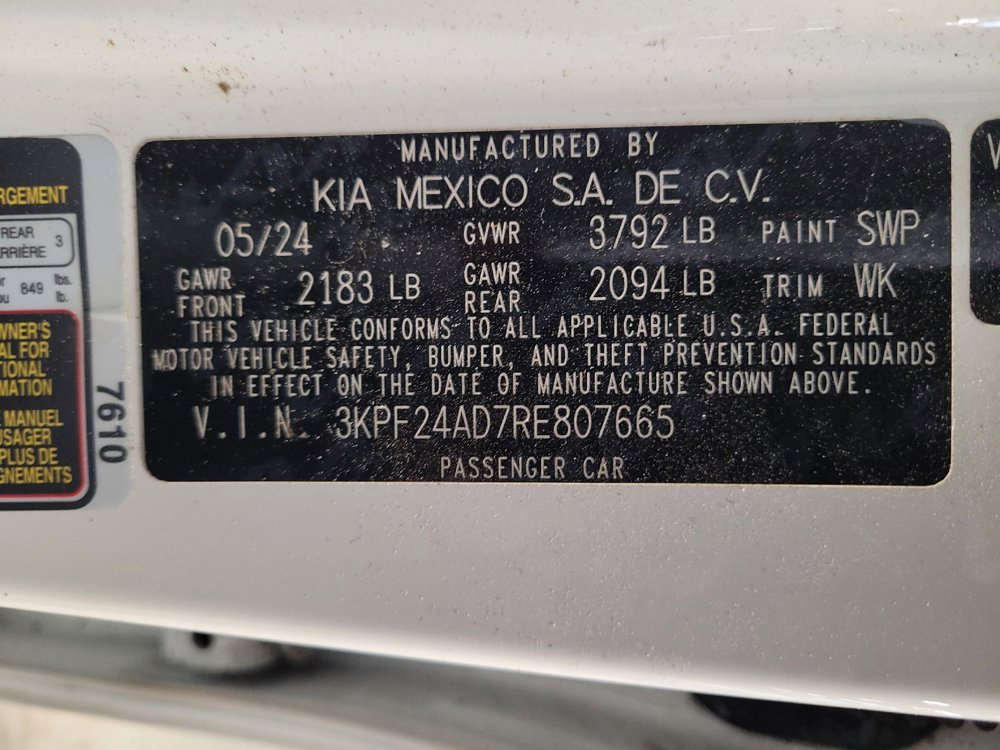 MANUFACTURED BY
KIA MEXICO S.A. DE C.V.
05/24 GVWR 3792 LB PAINT SWP
GAWR FRONT 2183 LB GAWR REAR 2094 LB TRIM WK
THIS VEHICLE CONFORMS TO ALL APPLICABLE U.S.A. FEDERAL
MOTOR VEHICLE SAFETY, BUMPER, AND THEFT PREVENTION STANDARDS
IN EFFECT ON THE DATE OF MANUFACTURE SHOWN ABOVE.
V.I.N. 3KPF24AD7RE807665
PASSENGER CAR
RGEMENT
REAR 3
RRIÈRE
849 lbs.
lb.
WNER'S
AL FOR
TIONAL
MATION
MANUEL
USAGER
PLUS DE
GNEMENTS
7610